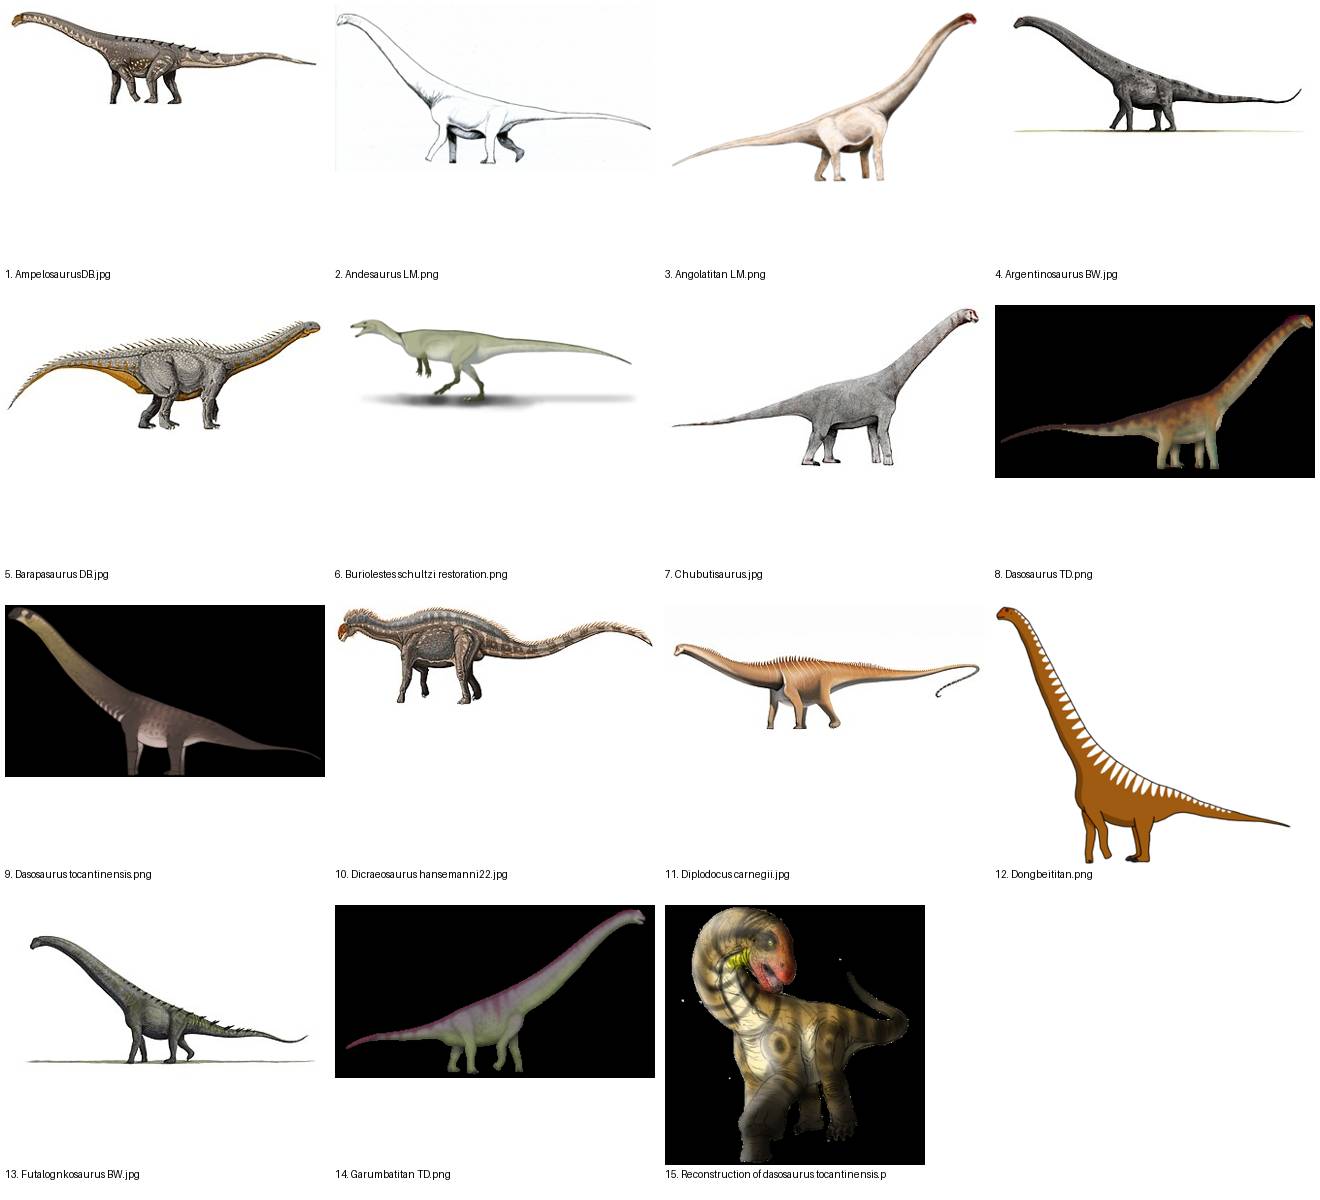 1. AmpelosaurusDB.jpg
2. Andesaurus LM.png
3. Angolatitan LM.png
4. Argentinosaurus BW.jpg
5. Barapasaurus DB.jpg
6. Buriolestes schultzi restoration.png
7. Chubutisaurus.jpg
8. Dasosaurus TD.png
9. Dasosaurus tocantinensis.png
10. Dicraeosaurus hansemanni22.jpg
11. Diplodocus carnegii.jpg
12. Dongbeititan.png
13. Futalognkosaurus BW.jpg
14. Garumbatitan TD.png
15. Reconstruction of dasosaurus tocantinensis.p